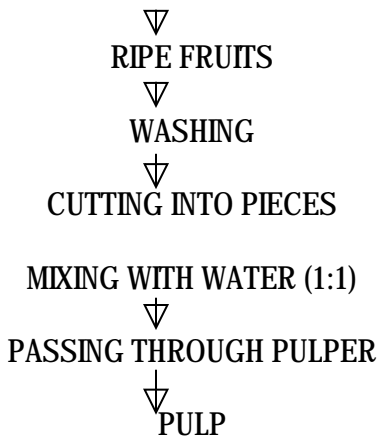 RIPE FRUITS
WASHING
CUTTING INTO PIECES
MIXING WITH WATER (1:1)
PASSING THROUGH PULPER
PULP